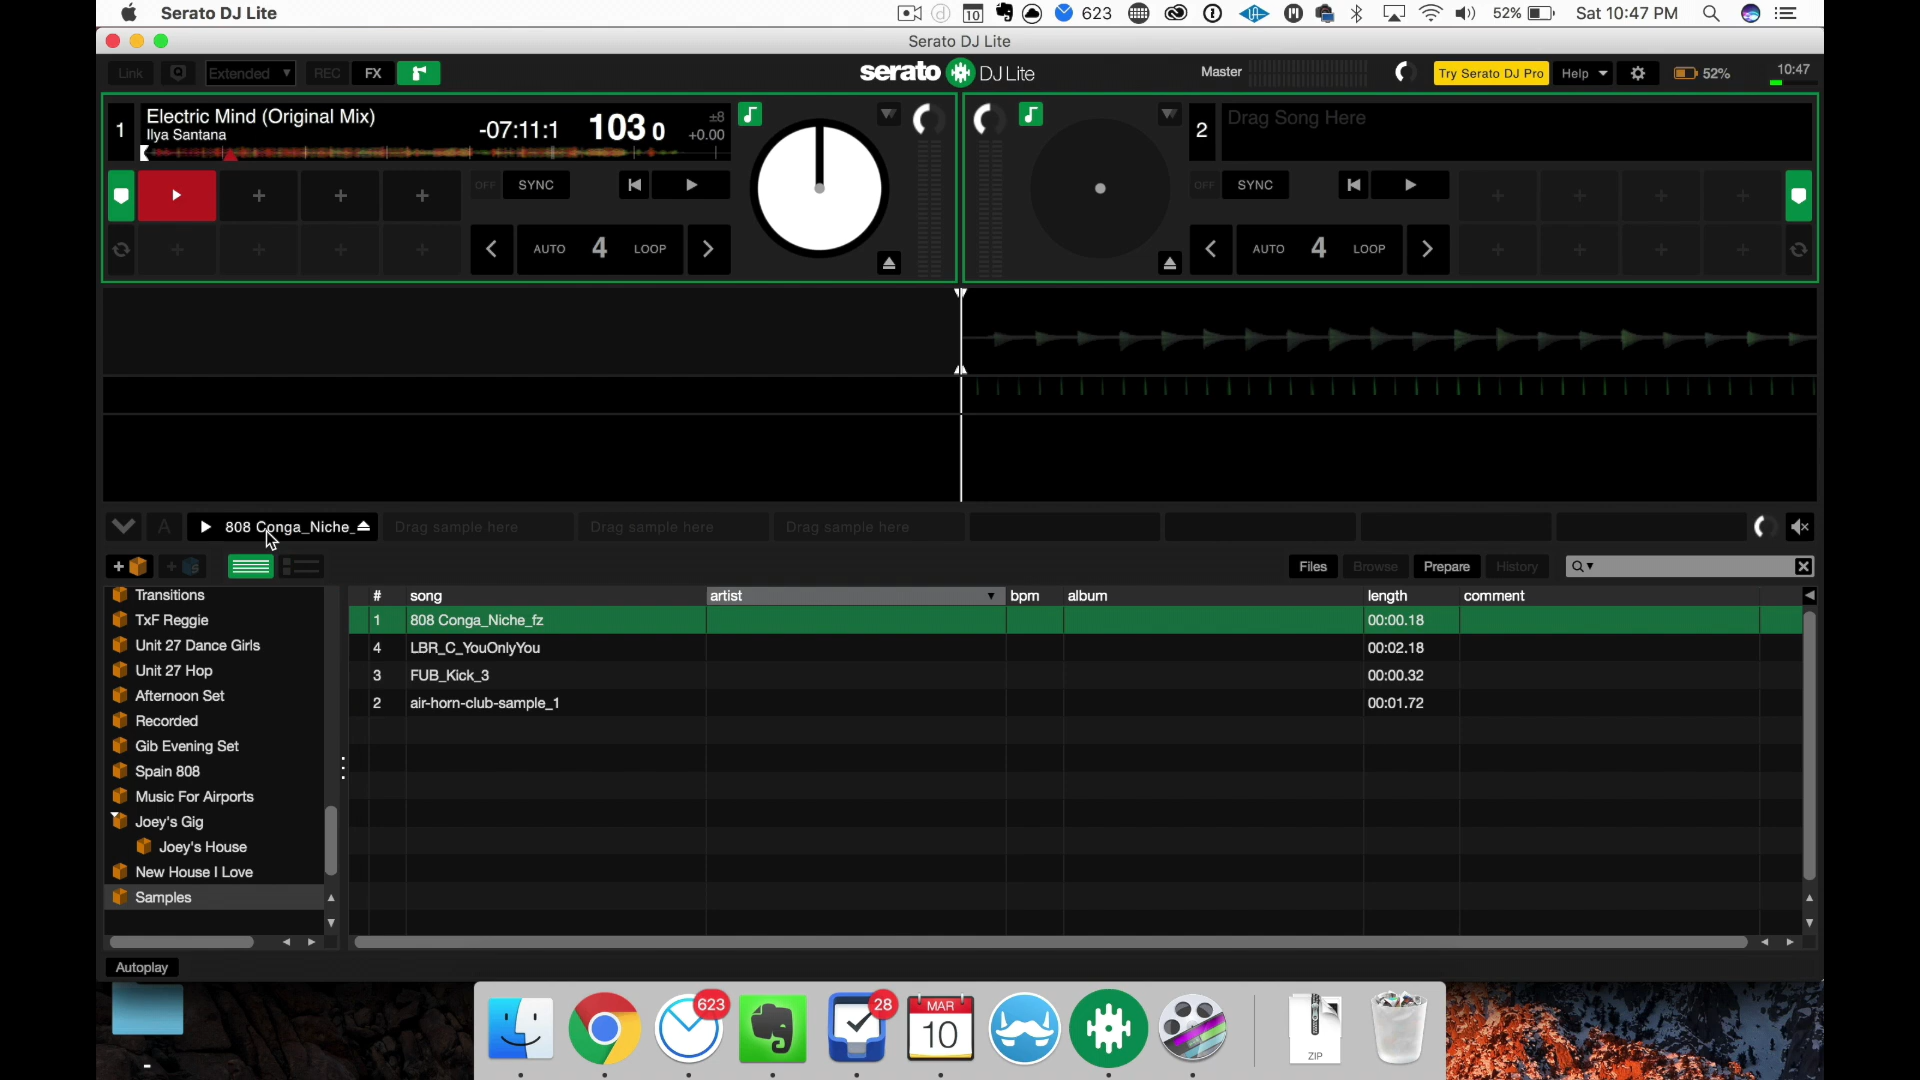 Serato DJ Lite
10
623
52%
Sat 10:47 PM
Serato DJ Lite
Link
Extended
REC
FX
serato DJ Lite
Master
Try Serato DJ Pro
Help
52%
10:47
1
Electric Mind (Original Mix)
Ilya Santana
-07:11:1
103.0
±8
+0.00
2
Drag Song Here
OFF
SYNC
OFF
SYNC
AUTO
4
LOOP
AUTO
4
LOOP
A
808 Conga_Niche_
Drag sample here
Drag sample here
Drag sample here
Files
Browse
Prepare
History
Transitions
TxF Reggie
Unit 27 Dance Girls
Unit 27 Hop
Afternoon Set
Recorded
Gib Evening Set
Spain 808
Music For Airports
Joey's Gig
Joey's House
New House I Love
Samples
# song artist bpm album length comment
1 808 Conga_Niche_fz 00:00.18
4 LBR_C_YouOnlyYou 00:02.18
3 FUB_Kick_3 00:00.32
2 air-horn-club-sample_1 00:01.72
Autoplay
623
28
MAR
10
ZIP